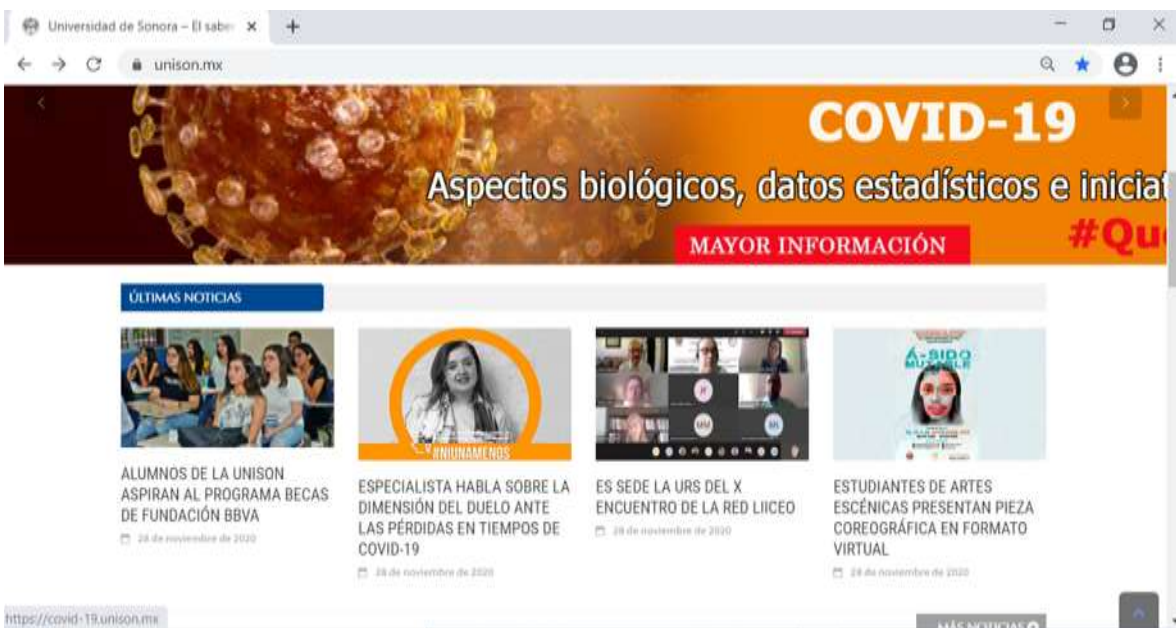 Universidad de Sonora – El saber
unison.mx
COVID-19
Aspectos biológicos, datos estadísticos e iniciat
#Qu
MAYOR INFORMACIÓN
ÚLTIMAS NOTICIAS
#NIUNAMENOS
A-SIDO
MUTABLE
ALUMNOS DE LA UNISON
ASPIRAN AL PROGRAMA BECAS
DE FUNDACIÓN BBVA
28 de noviembre de 2020
ESPECIALISTA HABLA SOBRE LA
DIMENSIÓN DEL DUELO ANTE
LAS PÉRDIDAS EN TIEMPOS DE
COVID-19
28 de noviembre de 2020
ES SEDE LA URS DEL X
ENCUENTRO DE LA RED LIICEO
28 de noviembre de 2020
ESTUDIANTES DE ARTES
ESCÉNICAS PRESENTAN PIEZA
COREOGRÁFICA EN FORMATO
VIRTUAL
28 de noviembre de 2020
https://covid-19.unison.mx
MÁS NOTICIAS